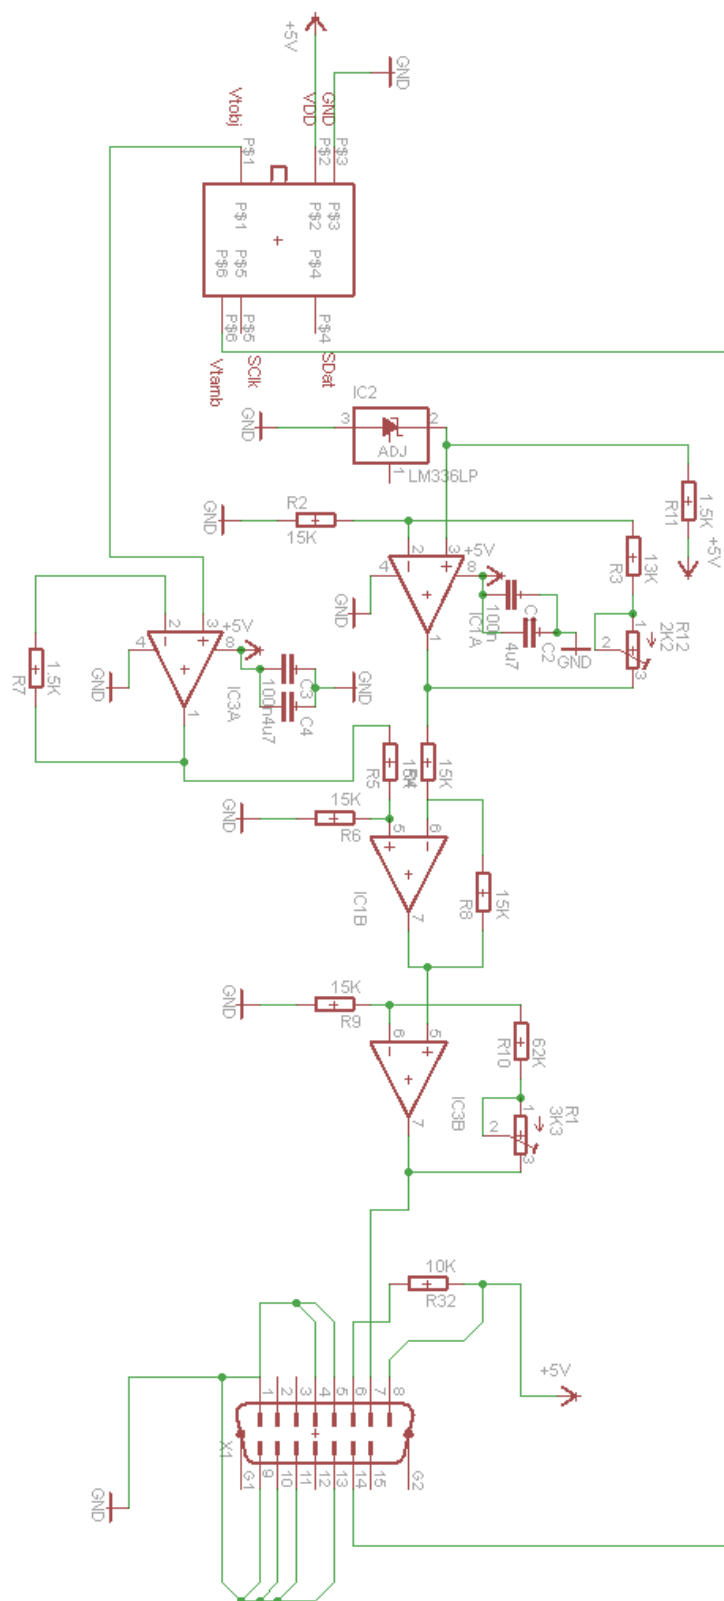 +5V
GND
Vtobj
VDD
GND
P$1
P$2
P$3
P$1
P$2
P$3
P$6
P$5
P$4
P$6
P$5
P$4
Vtamb
SClk
SDat
IC2
GND
3
2
ADJ
1
LM336LP
R2
GND
15K
1.5K
R11
+5V
2
3
+5V
4
8
GND
1
IC1A
100n
C2
4u7
GND
13K
R3
R12
2K2
1
2
3
2
3
+5V
4
8
GND
1
IC3A
1.5K
R7
C3
100n
4u7
C4
GND
R5
15K
15K
GND
R6
5
6
IC1B
7
15K
R8
15K
GND
R9
6
5
IC3B
7
62K
R10
R1
3K3
1
2
3
10K
R32
+5V
1
2
3
4
5
6
7
8
X1
G1
9
10
11
12
13
14
15
G2
GND